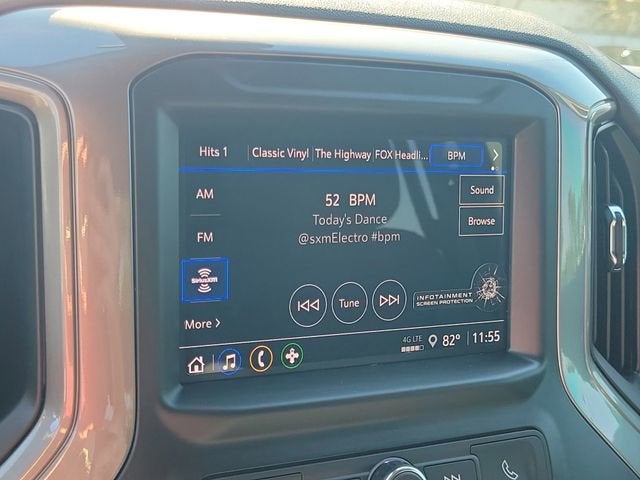 Hits 1 Classic Vinyl The Highway FOX Headli... BPM
AM
52 BPM
Sound
Today's Dance
Browse
FM
@sxmElectro #bpm
SiriusXM
Tune
INFOTAINMENT
SCREEN PROTECTION
More >
4G LTE
82° 11:55